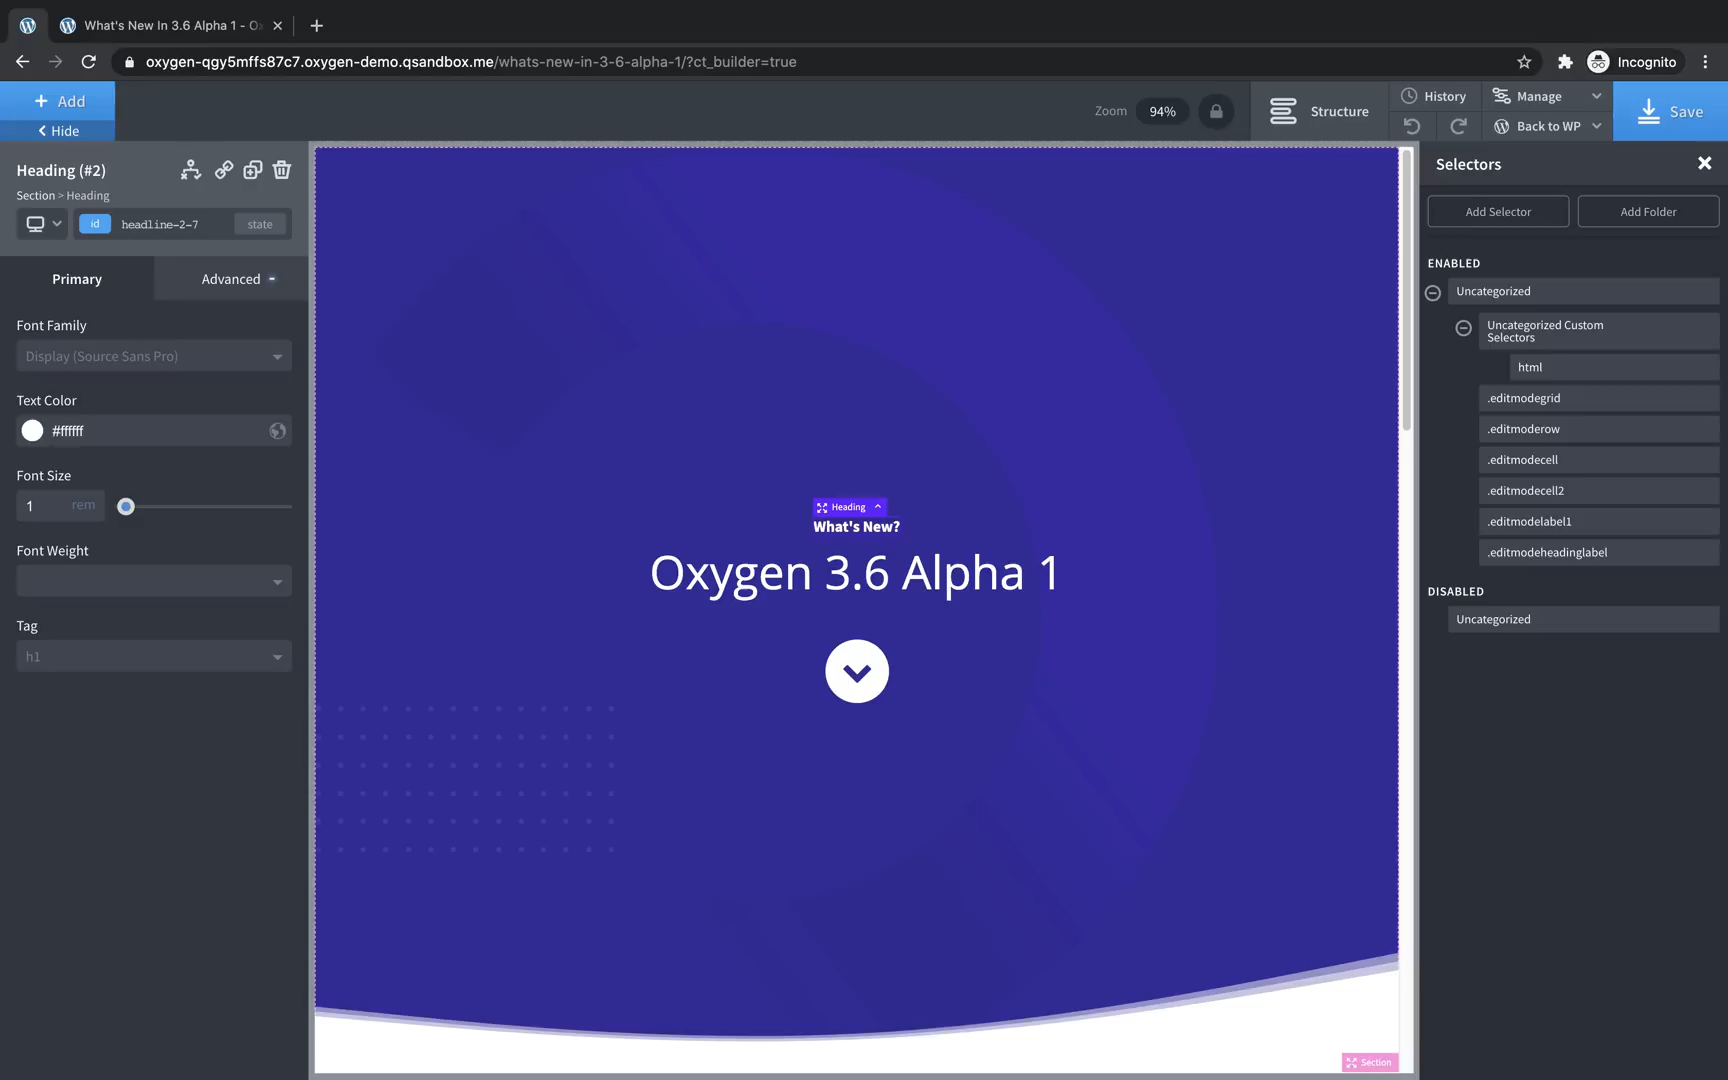 What's New In 3.6 Alpha 1 - O
oxygen-qgy5mffs87c7.oxygen-demo.qsandbox.me/whats-new-in-3-6-alpha-1/?ct_builder=true
Incognito
+ Add
Hide
Zoom
94%
Structure
History
Manage
Back to WP
Save
Heading (#2)
Section > Heading
id
headline-2-7
state
Primary
Advanced
Font Family
Display (Source Sans Pro)
Text Color
#ffffff
Font Size
1
rem
Font Weight
Tag
h1
Heading
What's New?
Oxygen 3.6 Alpha 1
Section
Selectors
Add Selector
Add Folder
ENABLED
Uncategorized
Uncategorized Custom
Selectors
html
.editmodegrid
.editmoderow
.editmodecell
.editmodecell2
.editmodelabel1
.editmodeheadinglabel
DISABLED
Uncategorized